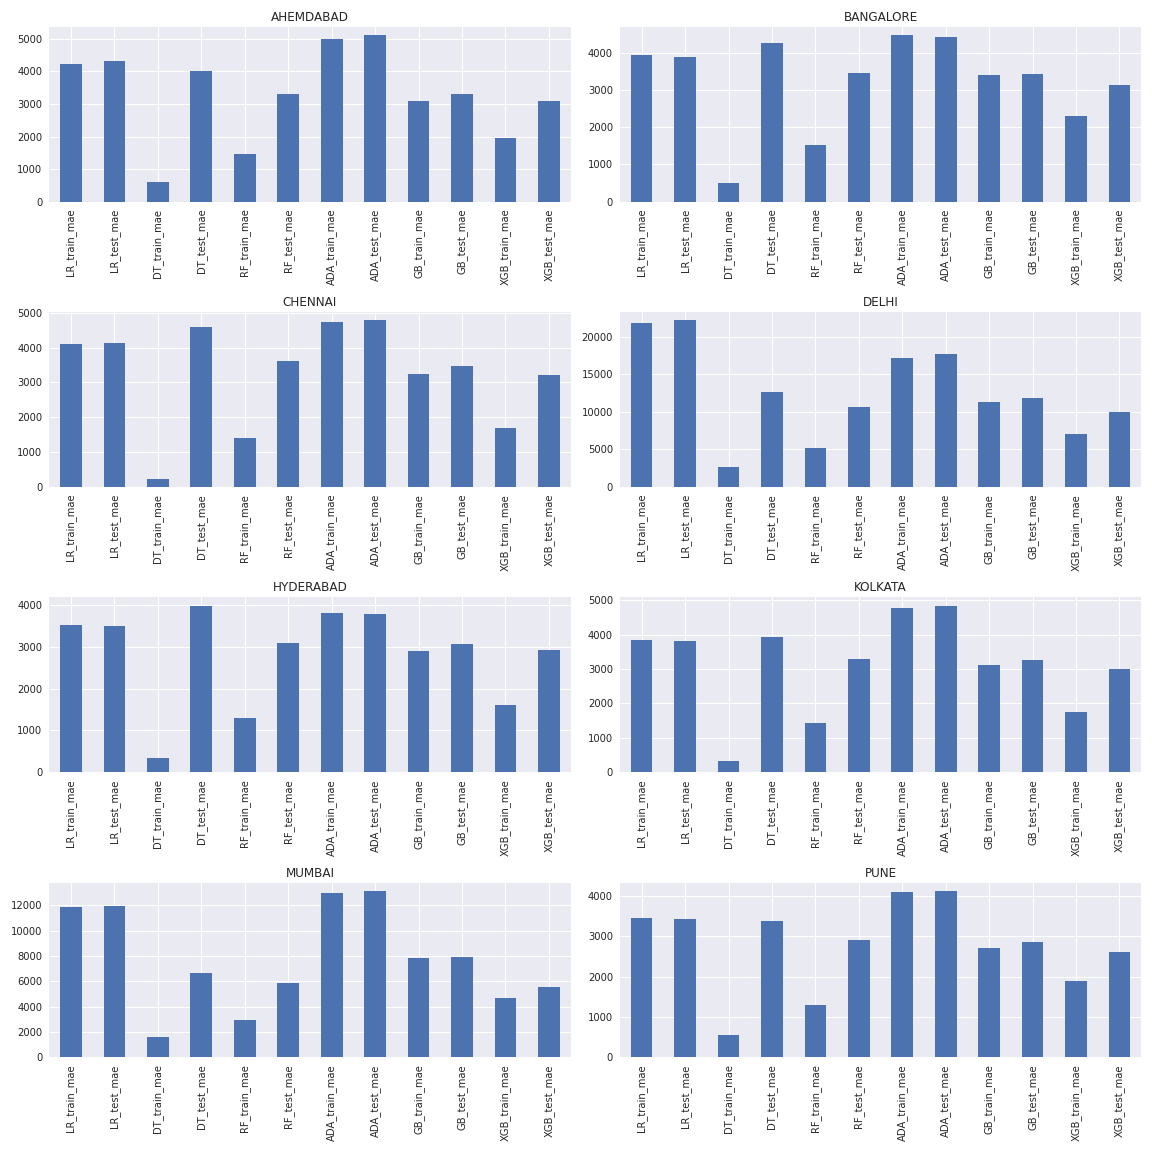 AHEMDABAD
5000
4000
3000
2000
1000
0
LR_train_mae
LR_test_mae
DT_train_mae
DT_test_mae
RF_train_mae
RF_test_mae
ADA_train_mae
ADA_test_mae
GB_train_mae
GB_test_mae
XGB_train_mae
XGB_test_mae
BANGALORE
4000
3000
2000
1000
0
LR_train_mae
LR_test_mae
DT_train_mae
DT_test_mae
RF_train_mae
RF_test_mae
ADA_train_mae
ADA_test_mae
GB_train_mae
GB_test_mae
XGB_train_mae
XGB_test_mae
CHENNAI
5000
4000
3000
2000
1000
0
LR_train_mae
LR_test_mae
DT_train_mae
DT_test_mae
RF_train_mae
RF_test_mae
ADA_train_mae
ADA_test_mae
GB_train_mae
GB_test_mae
XGB_train_mae
XGB_test_mae
DELHI
20000
15000
10000
5000
0
LR_train_mae
LR_test_mae
DT_train_mae
DT_test_mae
RF_train_mae
RF_test_mae
ADA_train_mae
ADA_test_mae
GB_train_mae
GB_test_mae
XGB_train_mae
XGB_test_mae
HYDERABAD
4000
3000
2000
1000
0
LR_train_mae
LR_test_mae
DT_train_mae
DT_test_mae
RF_train_mae
RF_test_mae
ADA_train_mae
ADA_test_mae
GB_train_mae
GB_test_mae
XGB_train_mae
XGB_test_mae
KOLKATA
5000
4000
3000
2000
1000
0
LR_train_mae
LR_test_mae
DT_train_mae
DT_test_mae
RF_train_mae
RF_test_mae
ADA_train_mae
ADA_test_mae
GB_train_mae
GB_test_mae
XGB_train_mae
XGB_test_mae
MUMBAI
12000
10000
8000
6000
4000
2000
0
LR_train_mae
LR_test_mae
DT_train_mae
DT_test_mae
RF_train_mae
RF_test_mae
ADA_train_mae
ADA_test_mae
GB_train_mae
GB_test_mae
XGB_train_mae
XGB_test_mae
PUNE
4000
3000
2000
1000
0
LR_train_mae
LR_test_mae
DT_train_mae
DT_test_mae
RF_train_mae
RF_test_mae
ADA_train_mae
ADA_test_mae
GB_train_mae
GB_test_mae
XGB_train_mae
XGB_test_mae